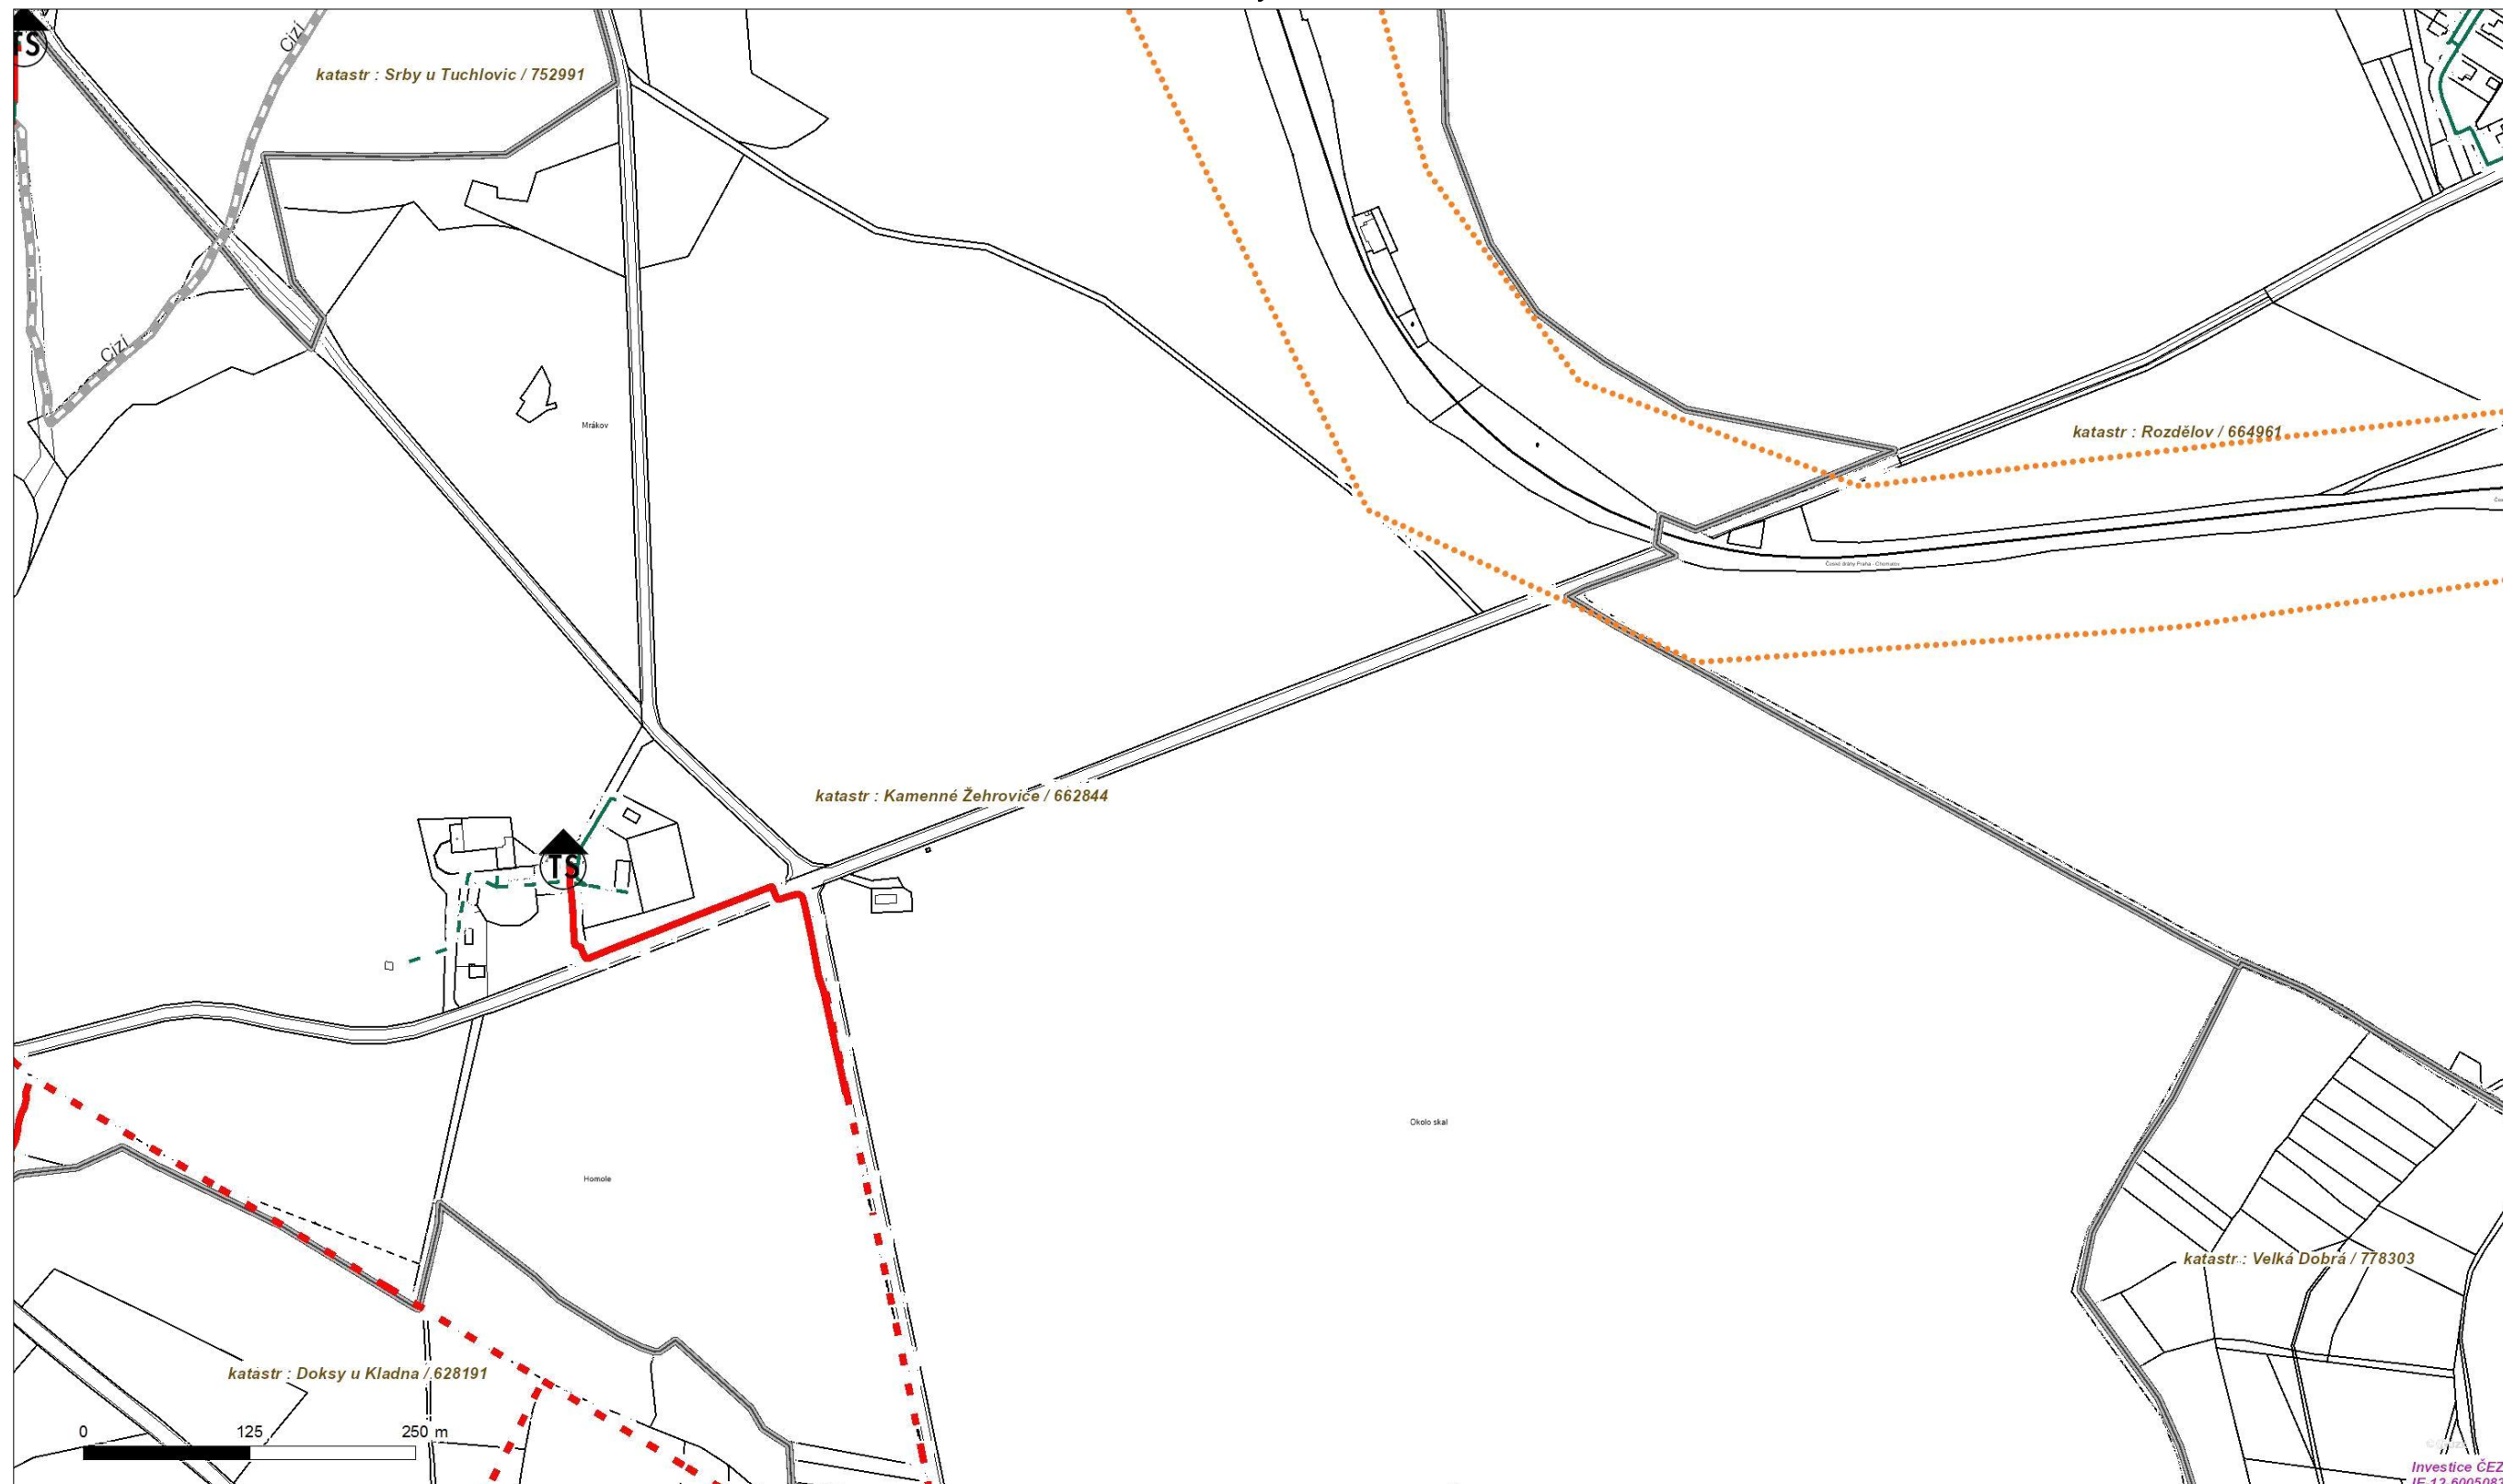 TS
Cizí
katastr : Srby u Tuchlovic / 752991
Cizí
Mrákov
katastr : Rozdělov / 664961
České dráhy Praha - Chomutov
katastr : Kamenné Žehrovice / 662844
TS
Okolo skal
Homole
katastr : Velká Dobrá / 778303
katastr : Doksy u Kladna / 628191
0 125 250 m
Investice ČEZ